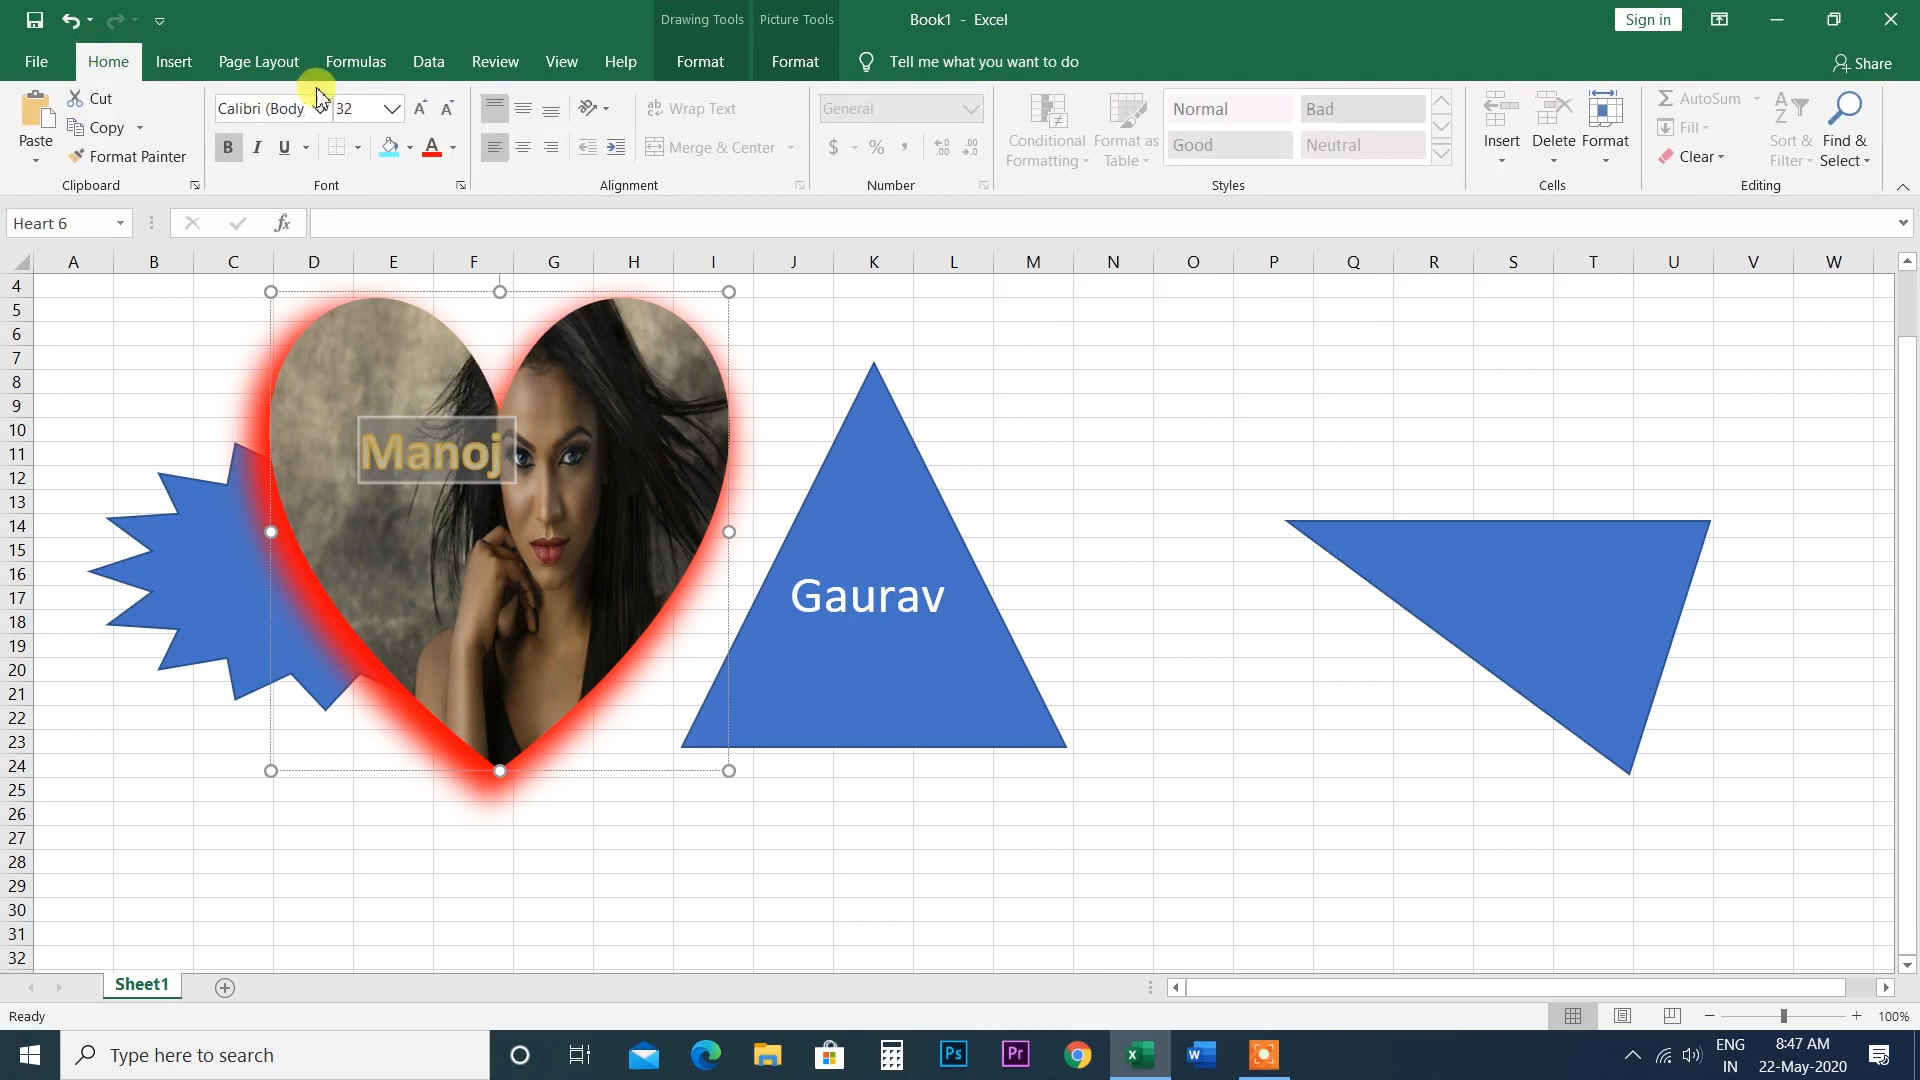 Drawing Tools Picture Tools Book1 - Excel Sign in
File Home Insert Page Layout Formulas Data Review View Help Format Format Tell me what you want to do Share
Cut
Copy
Format Painter
Paste
Clipboard
Calibri (Body 32
B I U A
Font
Wrap Text
Merge & Center
Alignment
General
$ % ,
Number
Conditional Formatting
Format as Table
Normal Bad
Good Neutral
Styles
Insert Delete Format
Cells
AutoSum
Fill
Clear
Sort & Filter
Find & Select
Editing
Heart 6 fx
A B C D E F G H I J K L M N O P Q R S T U V W
4
5
6
7
8
9
10
11
12
13
14
15
16
17
18
19
20
21
22
23
24
25
26
27
28
29
30
31
32
Manoj
Gaurav
Sheet1
Ready 100%
Type here to search
Ps Pr
ENG
IN
8:47 AM
22-May-2020